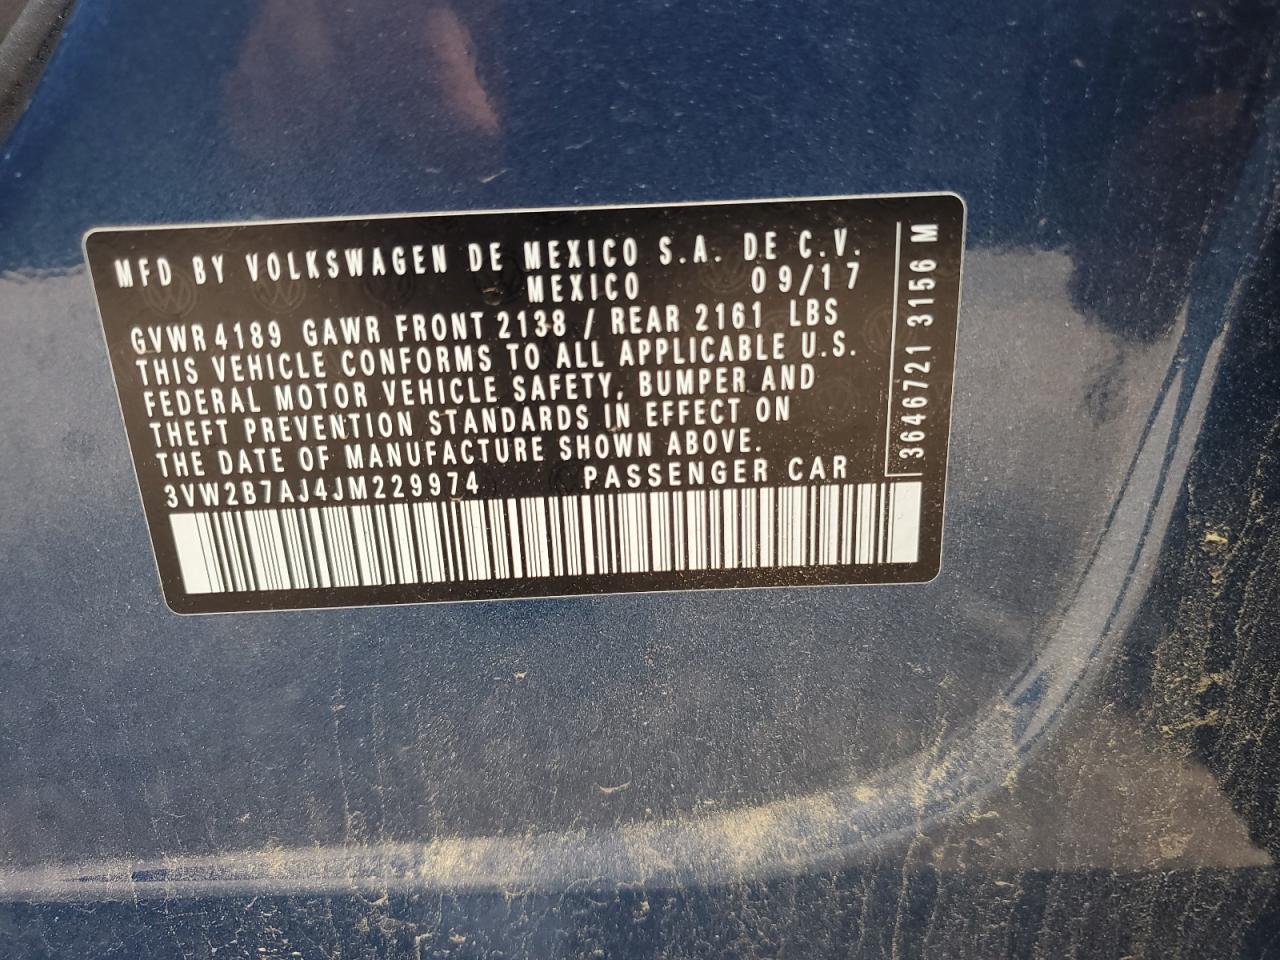 MFD BY VOLKSWAGEN DE MEXICO S.A. DE C.V.
MEXICO 09/17
GVWR 4189 GAWR FRONT 2138 / REAR 2161 LBS
THIS VEHICLE CONFORMS TO ALL APPLICABLE U.S.
FEDERAL MOTOR VEHICLE SAFETY, BUMPER AND
THEFT PREVENTION STANDARDS IN EFFECT ON
THE DATE OF MANUFACTURE SHOWN ABOVE.
3VW2B7AJ4JM229974 PASSENGER CAR
3646721 3156 M